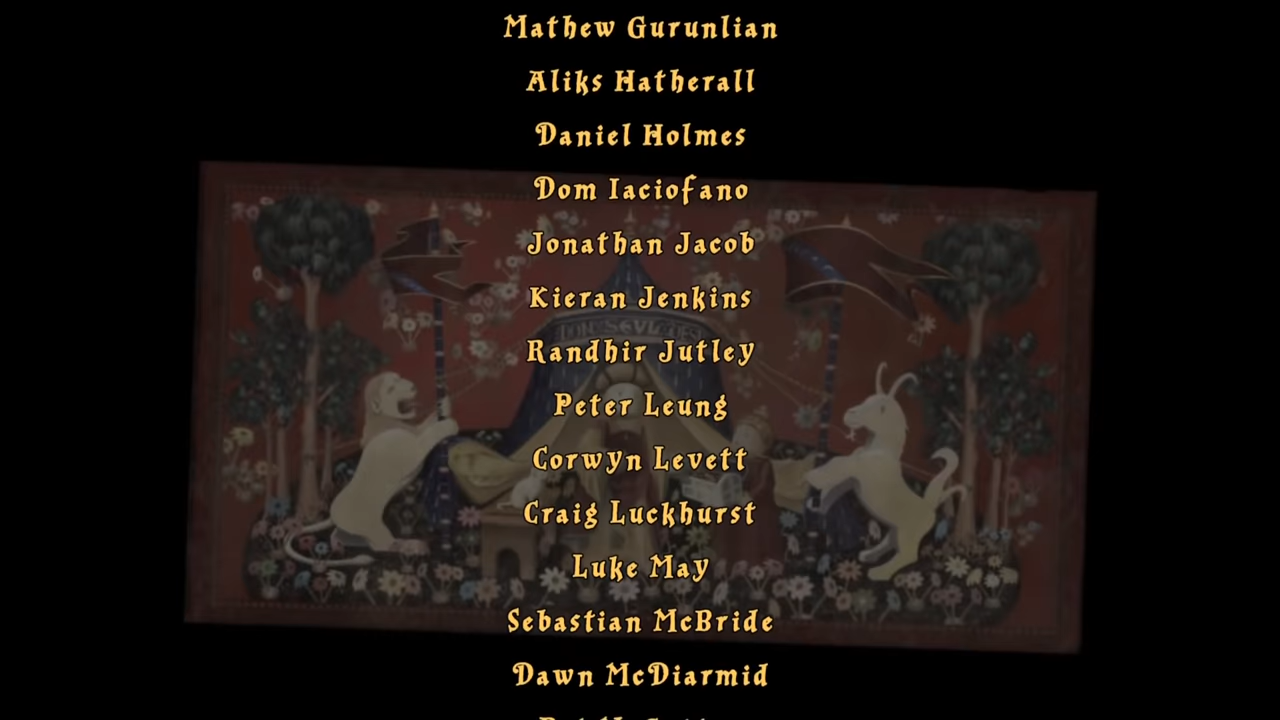 Mathew Gurunlian
Aliks Hatherall
Daniel Holmes
Dom Iaciofano
Jonathan Jacob
Kieran Jenkins
Randhir Jutley
Peter Leung
Corwyn Levett
Craig Luckhurst
Luke May
Sebastian McBride
Dawn McDiarmid